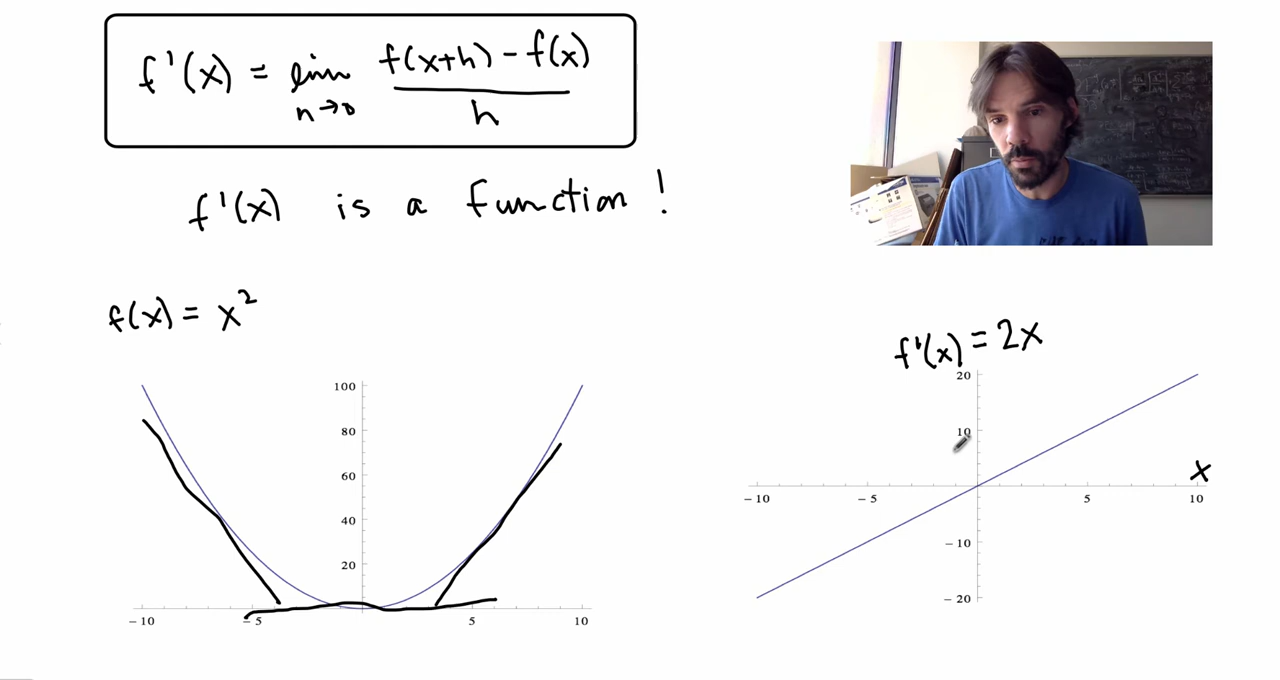 f'(x) = lim f(x+h) - f(x)
n→0 h
f'(x) is a function!
f(x) = x²
f'(x) = 2x
100
80
60
40
20
-10
-5
5
10
20
10
-10
-5
5
10
x
-10
-20